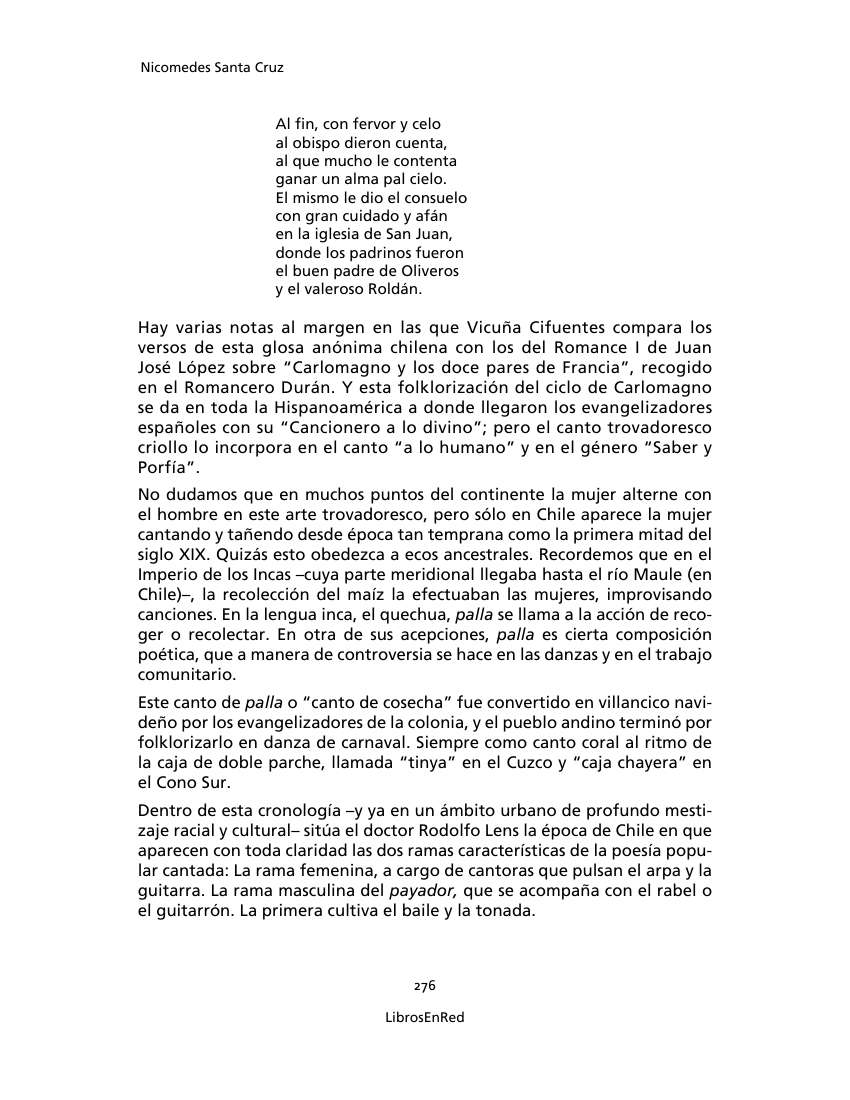 Nicomedes Santa Cruz
Al fin, con fervor y celo
al obispo dieron cuenta,
al que mucho le contenta
ganar un alma pal cielo.
El mismo le dio el consuelo
con gran cuidado y afán
en la iglesia de San Juan,
donde los padrinos fueron
el buen padre de Oliveros
y el valeroso Roldán.
Hay varias notas al margen en las que Vicuña Cifuentes compara los
versos de esta glosa anónima chilena con los del Romance I de Juan
José López sobre “Carlomagno y los doce pares de Francia”, recogido
en el Romancero Durán. Y esta folklorización del ciclo de Carlomagno
se da en toda la Hispanoamérica a donde llegaron los evangelizadores
españoles con su “Cancionero a lo divino”; pero el canto trovadoresco
criollo lo incorpora en el canto “a lo humano” y en el género “Saber y
Porfía”.
No dudamos que en muchos puntos del continente la mujer alterne con
el hombre en este arte trovadoresco, pero sólo en Chile aparece la mujer
cantando y tañendo desde época tan temprana como la primera mitad del
siglo XIX. Quizás esto obedezca a ecos ancestrales. Recordemos que en el
Imperio de los Incas –cuya parte meridional llegaba hasta el río Maule (en
Chile)–, la recolección del maíz la efectuaban las mujeres, improvisando
canciones. En la lengua inca, el quechua, palla se llama a la acción de reco-
ger o recolectar. En otra de sus acepciones, palla es cierta composición
poética, que a manera de controversia se hace en las danzas y en el trabajo
comunitario.
Este canto de palla o “canto de cosecha” fue convertido en villancico navi-
deño por los evangelizadores de la colonia, y el pueblo andino terminó por
folklorizarlo en danza de carnaval. Siempre como canto coral al ritmo de
la caja de doble parche, llamada “tinya” en el Cuzco y “caja chayera” en
el Cono Sur.
Dentro de esta cronología –y ya en un ámbito urbano de profundo mesti-
zaje racial y cultural– sitúa el doctor Rodolfo Lens la época de Chile en que
aparecen con toda claridad las dos ramas características de la poesía popu-
lar cantada: La rama femenina, a cargo de cantoras que pulsan el arpa y la
guitarra. La rama masculina del payador, que se acompaña con el rabel o
el guitarrón. La primera cultiva el baile y la tonada.
276
LibrosEnRed